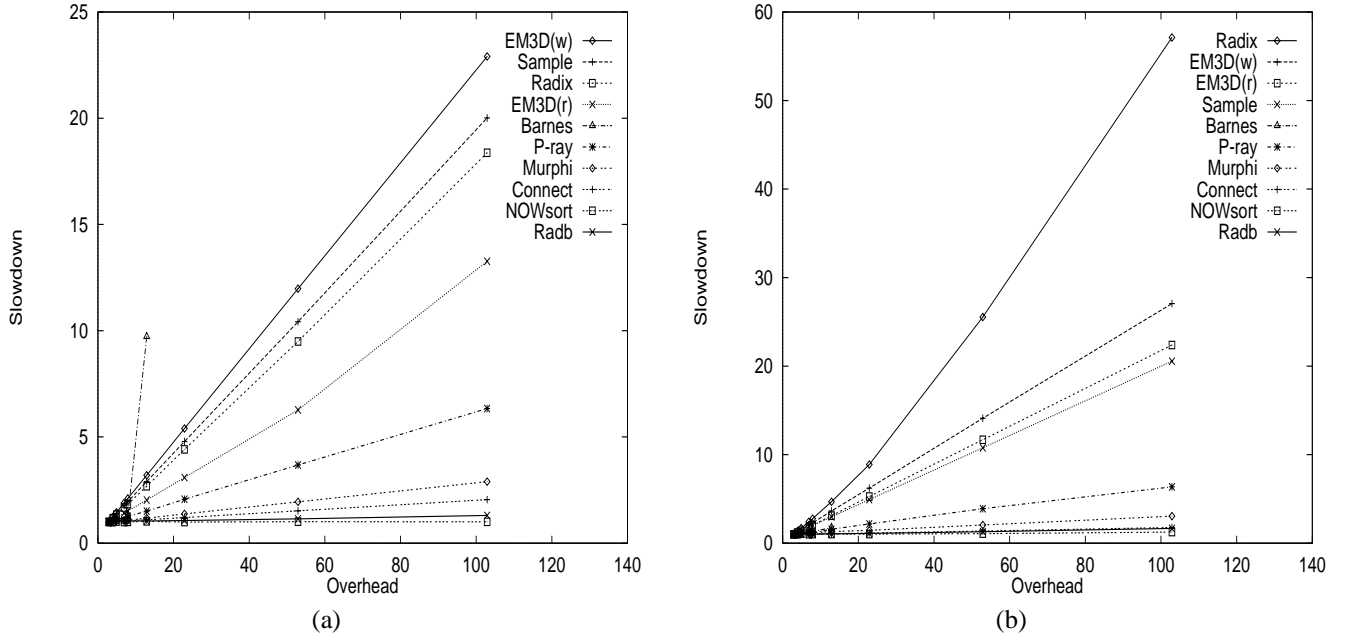 25
20
15
10
5
0
0
20
40
60
80
100
120
140
Slowdown
Overhead
EM3D(w)
Sample
Radix
EM3D(r)
Barnes
P-ray
Murphi
Connect
NOWsort
Radb
(a)
60
50
40
30
20
10
0
0
20
40
60
80
100
120
140
Slowdown
Overhead
Radix
EM3D(w)
EM3D(r)
Sample
Barnes
P-ray
Murphi
Connect
NOWsort
Radb
(b)